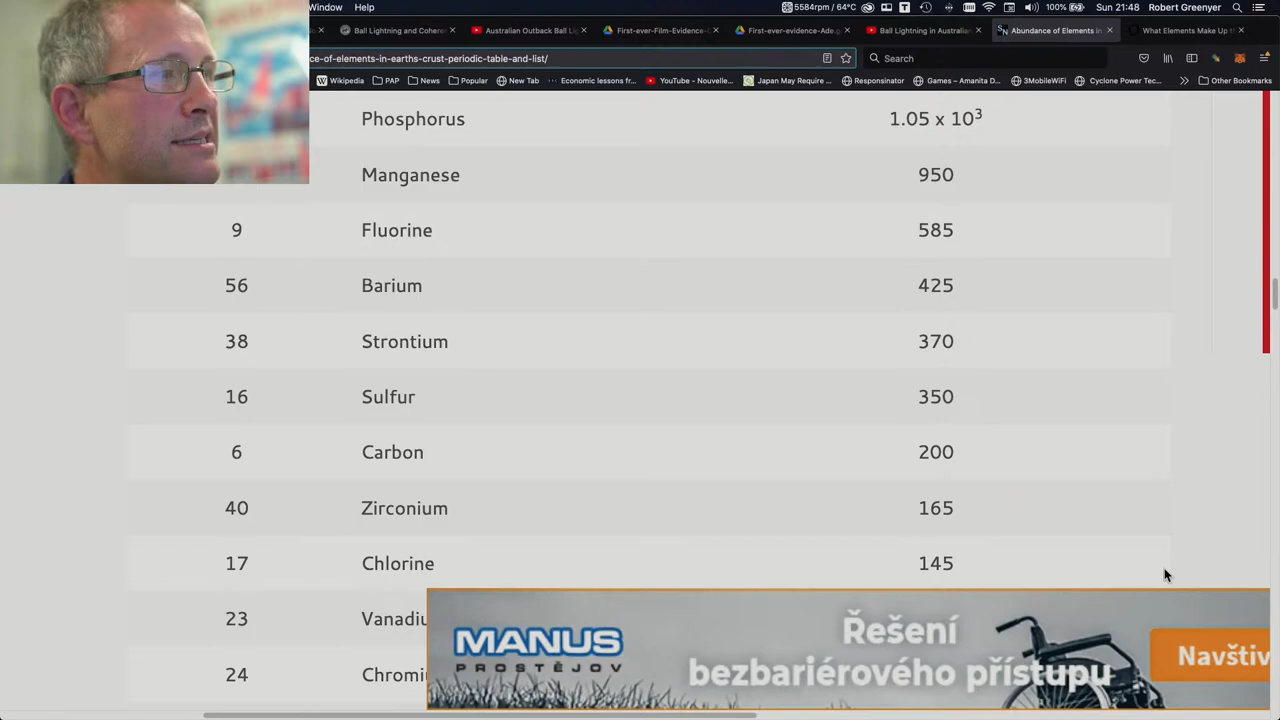 Window Help 5584rpm / 64°C 100% Sun 21:48 Robert Greenyer
Ball Lightning and Coheren Australian Outback Ball Lig First-ever-Film-Evidence-O First-ever-evidence-Ade.g Ball Lightning in Australian Abundance of Elements in What Elements Make Up th
ce-of-elements-in-earths-crust-periodic-table-and-list/ Search
Wikipedia PAP News Popular New Tab Economic lessons fr... YouTube - Nouvelle... Japan May Require ... Responsinator Games – Amanita D... 3MobileWiFi Cyclone Power Tec... Other Bookmarks
Phosphorus 1.05 x 10³
Manganese 950
9 Fluorine 585
56 Barium 425
38 Strontium 370
16 Sulfur 350
6 Carbon 200
40 Zirconium 165
17 Chlorine 145
23 Vanadiu
24 Chromi
MANUS
PROSTĚJOV
Řešení
bezbariérového přístupu
Navštiv